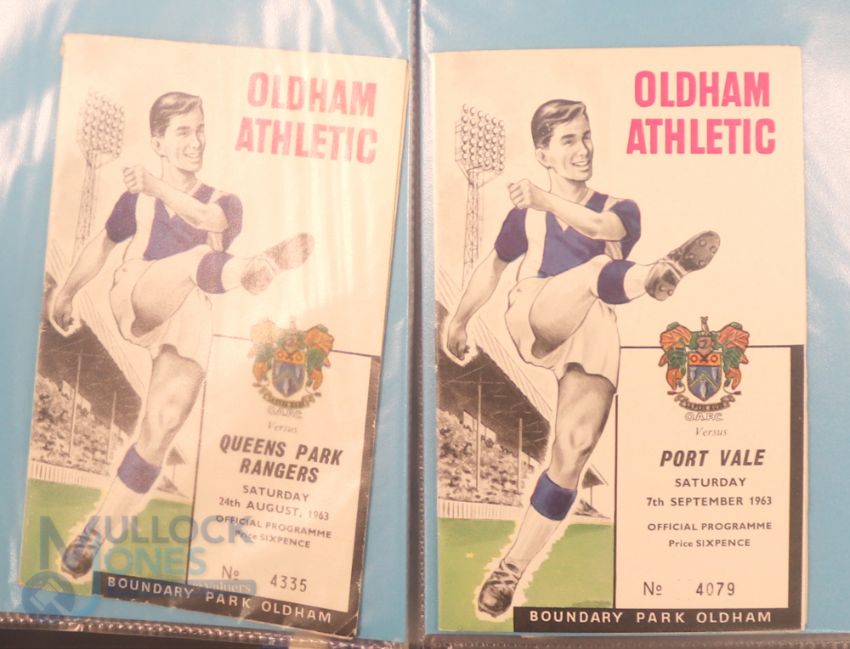 OLDHAM
ATHLETIC
O.A.F.C.
Versus
QUEENS PARK
RANGERS
SATURDAY
24th AUGUST, 1963
OFFICIAL PROGRAMME
Price SIXPENCE
Nº 4335
BOUNDARY PARK OLDHAM
MULLOCK
JONES
Valuers
OLDHAM
ATHLETIC
O.A.F.C.
Versus
PORT VALE
SATURDAY
7th SEPTEMBER 1963
OFFICIAL PROGRAMME
Price SIXPENCE
Nº 4079
BOUNDARY PARK OLDHAM